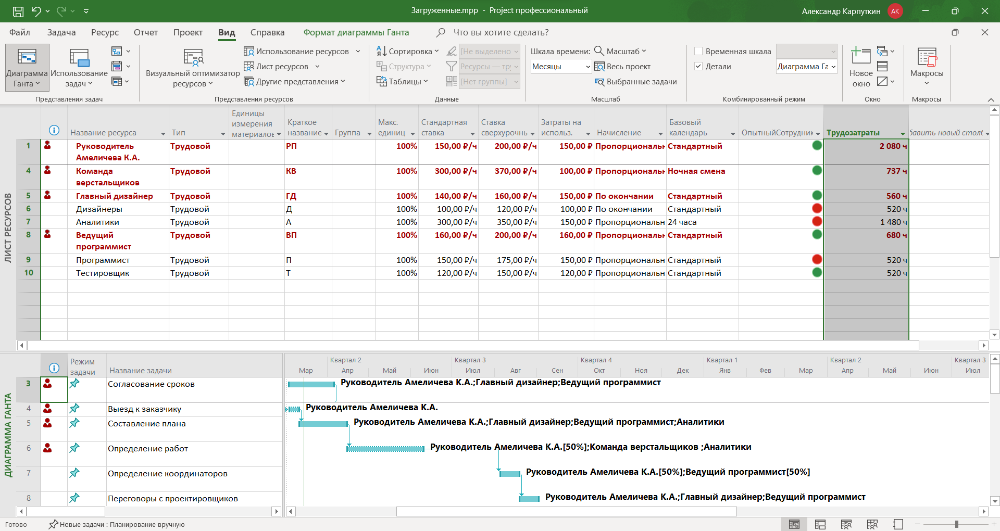 Загруженные.mpp - Project профессиональный
Александр Карпуткин
АК
Файл Задача Ресурс Отчет Проект Вид Справка Формат диаграммы Ганта Что вы хотите сделать?
Диаграмма Ганта
Использование задач
Представления задач
Визуальный оптимизатор ресурсов
Использование ресурсов
Лист ресурсов
Другие представления
Представления ресурсов
Сортировка
Структура
Таблицы
[Не выделено
Ресурсы — тр
[Нет группы]
Данные
Шкала времени:
Месяцы
Масштаб
Весь проект
Выбранные задачи
Масштаб
Временная шкала
Детали
Диаграмма Га
Комбинированный режим
Новое окно
Окно
Макросы
Макросы
ЛИСТ РЕСУРСОВ
Название ресурса Тип Единицы измерения материалов Краткое название Группа Макс. единиц Стандартная ставка Ставка сверхурочнь Затраты на использ. Начисление Базовый календарь ОпытныйСотрудник Трудозатраты бавить новый столб
1 Руководитель Амеличева К.А. Трудовой РП 100% 150,00 ₽/ч 200,00 ₽/ч 150,00 ₽ Пропорциональн Стандартный 2 080 ч
4 Команда верстальщиков Трудовой КВ 100% 300,00 ₽/ч 370,00 ₽/ч 100,00 ₽ Пропорциональн Ночная смена 737 ч
5 Главный дизайнер Трудовой ГД 100% 140,00 ₽/ч 160,00 ₽/ч 150,00 ₽ По окончании Стандартный 560 ч
6 Дизайнеры Трудовой Д 100% 100,00 ₽/ч 120,00 ₽/ч 100,00 ₽ По окончании Стандартный 520 ч
7 Аналитики Трудовой А 100% 300,00 ₽/ч 350,00 ₽/ч 150,00 ₽ Пропорциональн 24 часа 1 480 ч
8 Ведущий программист Трудовой ВП 100% 160,00 ₽/ч 200,00 ₽/ч 160,00 ₽ Пропорциональн Стандартный 680 ч
9 Программист Трудовой П 100% 150,00 ₽/ч 175,00 ₽/ч 150,00 ₽ Пропорциональн Стандартный 520 ч
10 Тестировщик Трудовой Т 100% 120,00 ₽/ч 150,00 ₽/ч 120,00 ₽ Пропорциональн Стандартный 520 ч
ДИАГРАММА ГАНТА
Режим задачи Название задачи
Квартал 2 Квартал 3 Квартал 4 Квартал 1 Квартал 2 Квартал 3
Мар Апр Май Июн Июл Авг Сен Окт Ноя Дек Янв Фев Мар Апр Май Июн Июл
3 Согласование сроков Руководитель Амеличева К.А.;Главный дизайнер;Ведущий программист
4 Выезд к заказчику Руководитель Амеличева К.А.
5 Составление плана Руководитель Амеличева К.А.;Главный дизайнер;Ведущий программист;Аналитики
6 Определение работ Руководитель Амеличева К.А.[50%];Команда верстальщиков ;Аналитики
7 Определение координаторов Руководитель Амеличева К.А.[50%];Ведущий программист[50%]
8 Переговоры с проектировщиков Руководитель Амеличева К.А.;Главный дизайнер;Ведущий программист
Готово Новые задачи : Планирование вручную